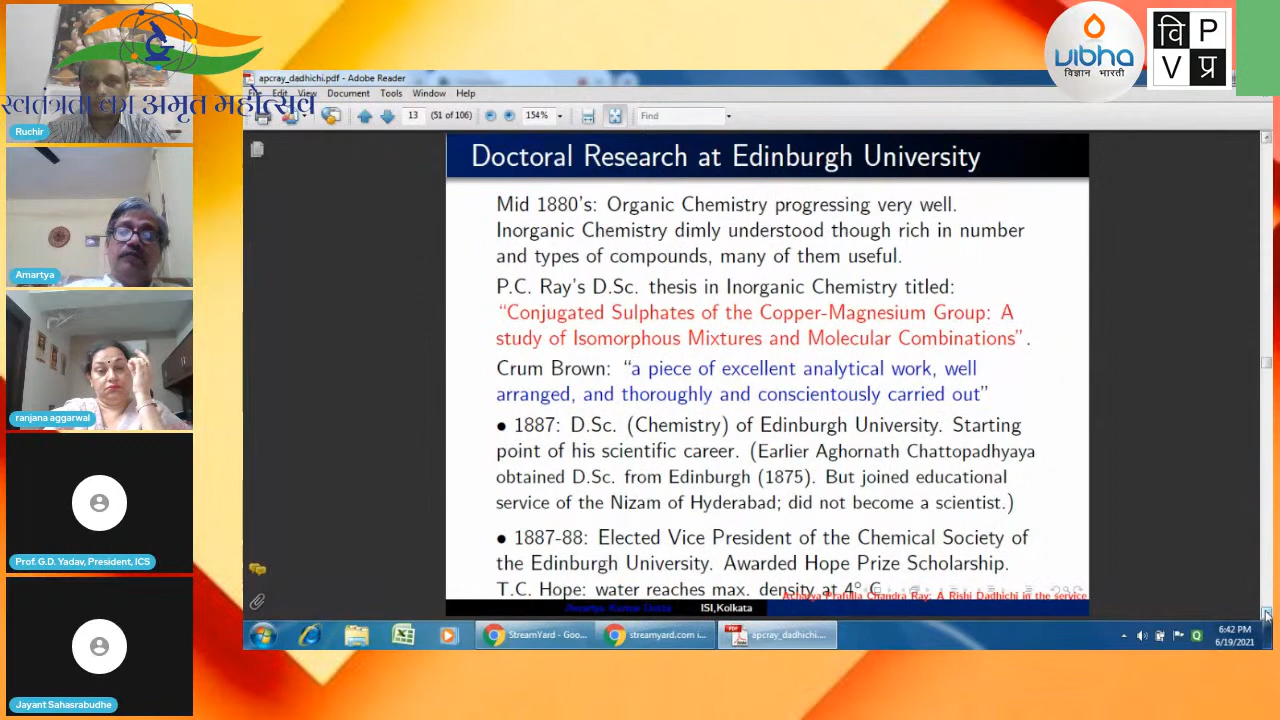 स्वतंत्रता का अमृत महोत्सव
vibha
विज्ञान भारती
वि P
V प्र
Ruchir
Amartya
ranjana aggarwal
Prof. G.D. Yadav, President, ICS
Jayant Sahasrabudhe
apcray_dadhichi.pdf - Adobe Reader
Edit View Document Tools Window Help
13 (51 of 106) 154% Find
Doctoral Research at Edinburgh University
Mid 1880's: Organic Chemistry progressing very well.
Inorganic Chemistry dimly understood though rich in number
and types of compounds, many of them useful.
P.C. Ray's D.Sc. thesis in Inorganic Chemistry titled:
“Conjugated Sulphates of the Copper-Magnesium Group: A
study of Isomorphous Mixtures and Molecular Combinations”.
Crum Brown: “a piece of excellent analytical work, well
arranged, and thoroughly and conscientously carried out”
• 1887: D.Sc. (Chemistry) of Edinburgh University. Starting
point of his scientific career. (Earlier Aghornath Chattopadhyaya
obtained D.Sc. from Edinburgh (1875). But joined educational
service of the Nizam of Hyderabad; did not become a scientist.)
• 1887-88: Elected Vice President of the Chemical Society of
the Edinburgh University. Awarded Hope Prize Scholarship.
T.C. Hope: water reaches max. density at 4° C
Acharya Prafulla Chandra Ray: A Rishi Dadhichi in the service
Amartya Kumar Dutta ISI,Kolkata
StreamYard - Goo...
streamyard.com i...
apcray_dadhichi....
6:42 PM
6/19/2021